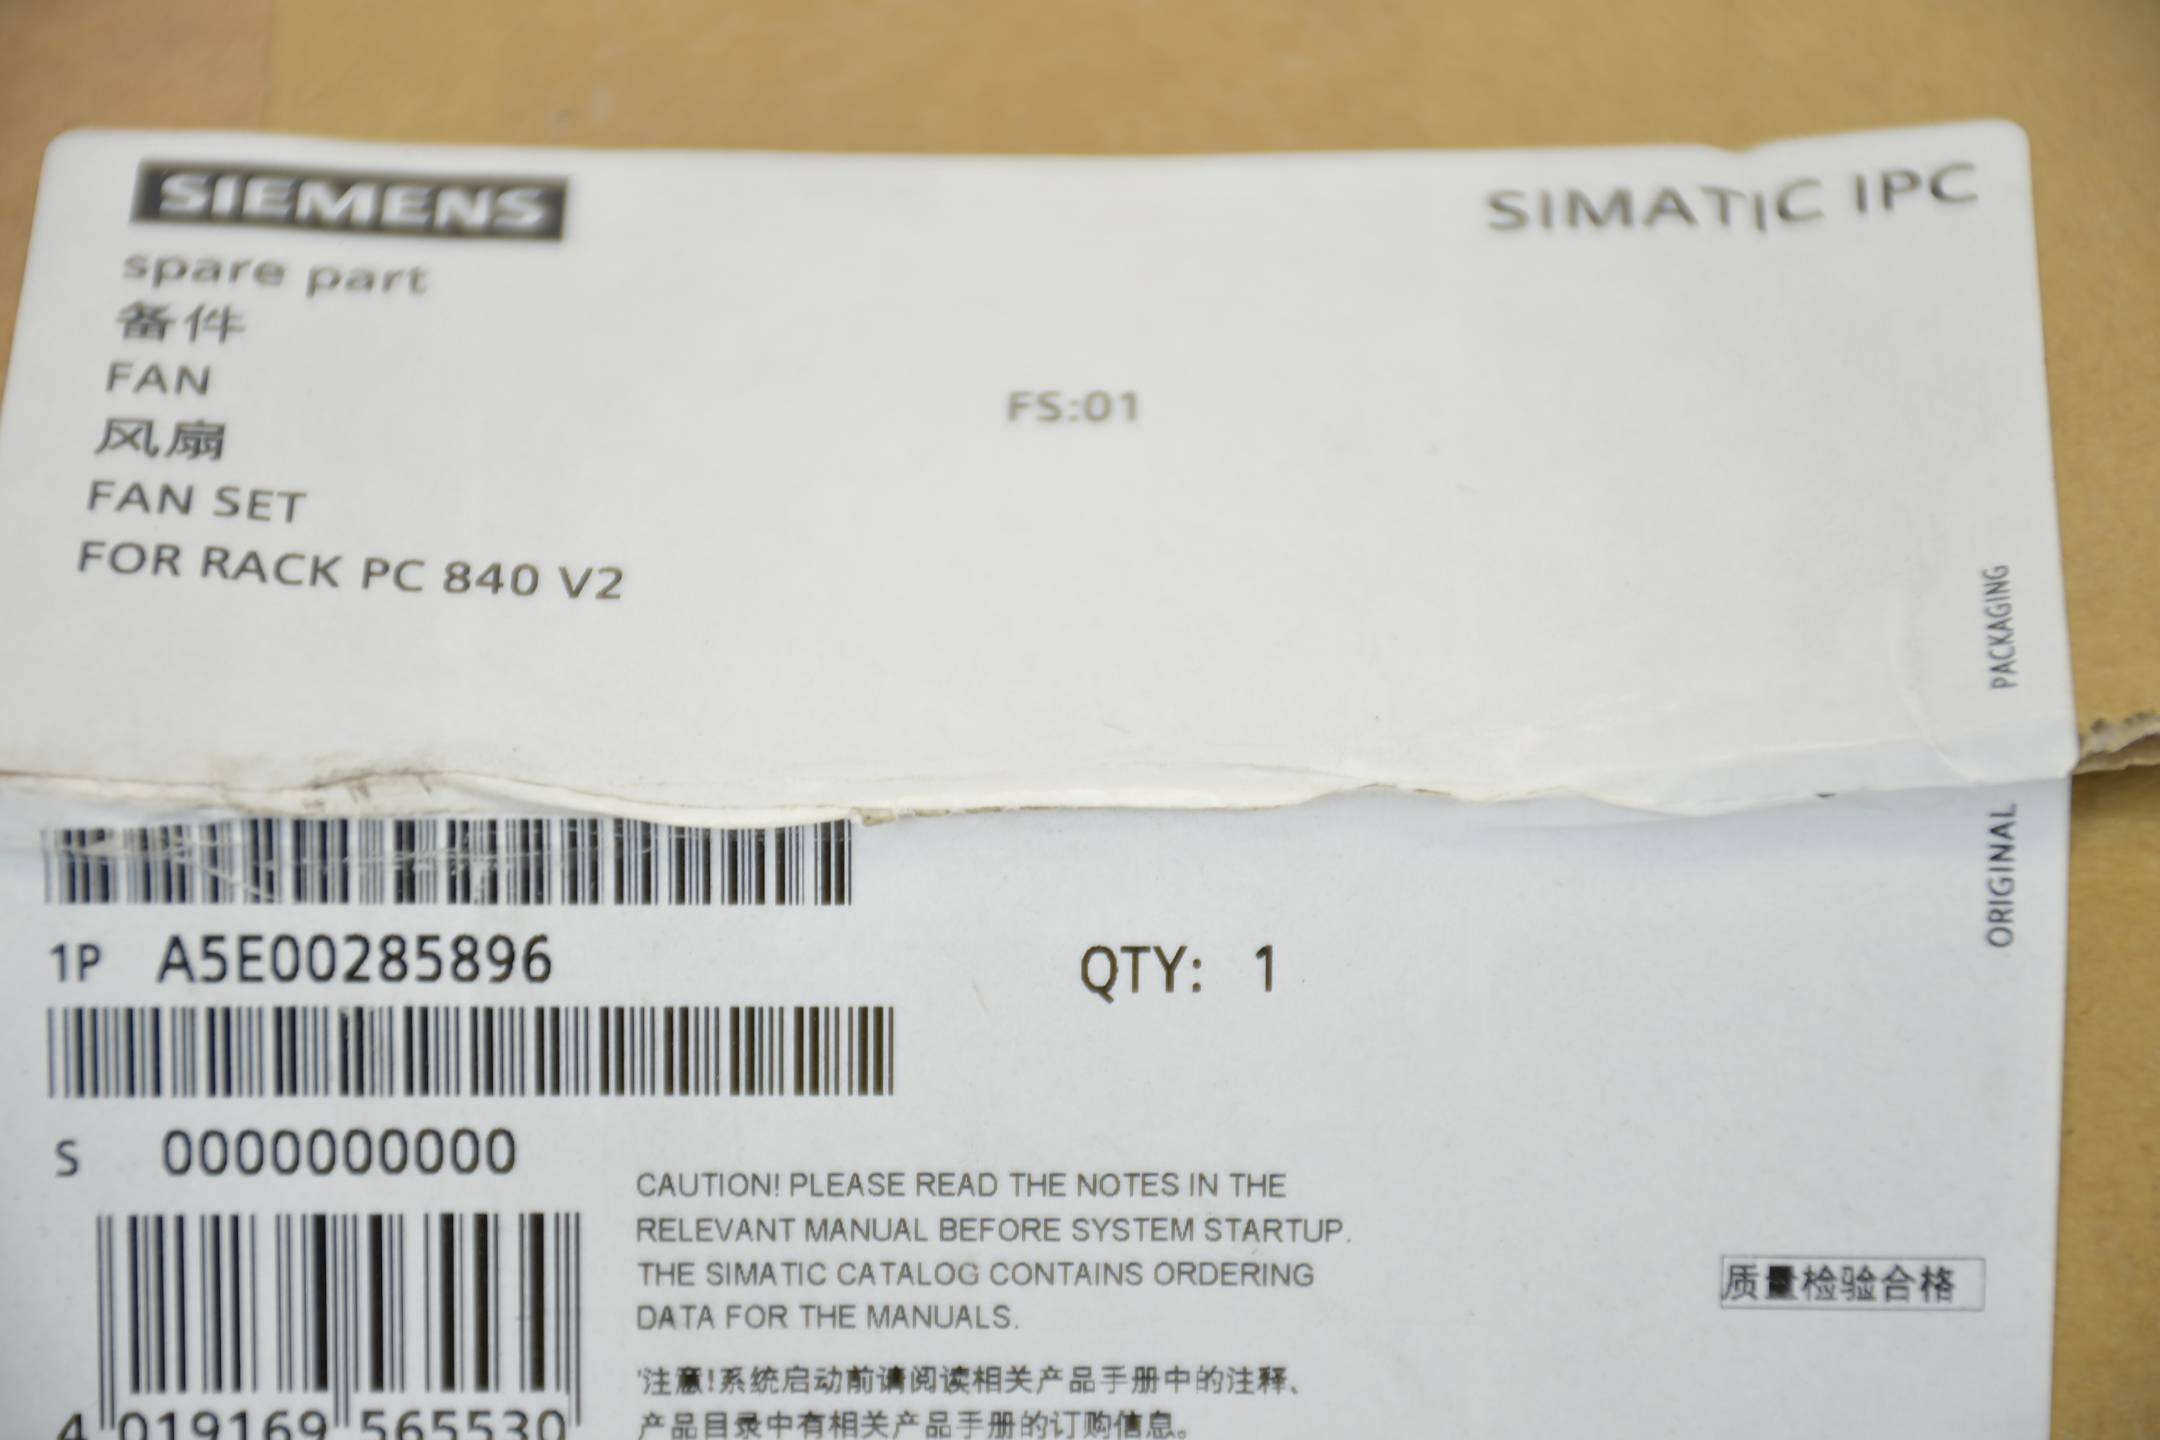 SIEMENS
SIMATIC IPC
spare part
备件
FAN
FS:01
风扇
FAN SET
FOR RACK PC 840 V2
PACKAGING
ORIGINAL
1P A5E00285896
QTY: 1
S 0000000000
CAUTION! PLEASE READ THE NOTES IN THE
RELEVANT MANUAL BEFORE SYSTEM STARTUP.
THE SIMATIC CATALOG CONTAINS ORDERING
DATA FOR THE MANUALS.
质量检验合格
'注意!系统启动前请阅读相关产品手册中的注释、
产品目录中有相关产品手册的订购信息。
4 019169 565530